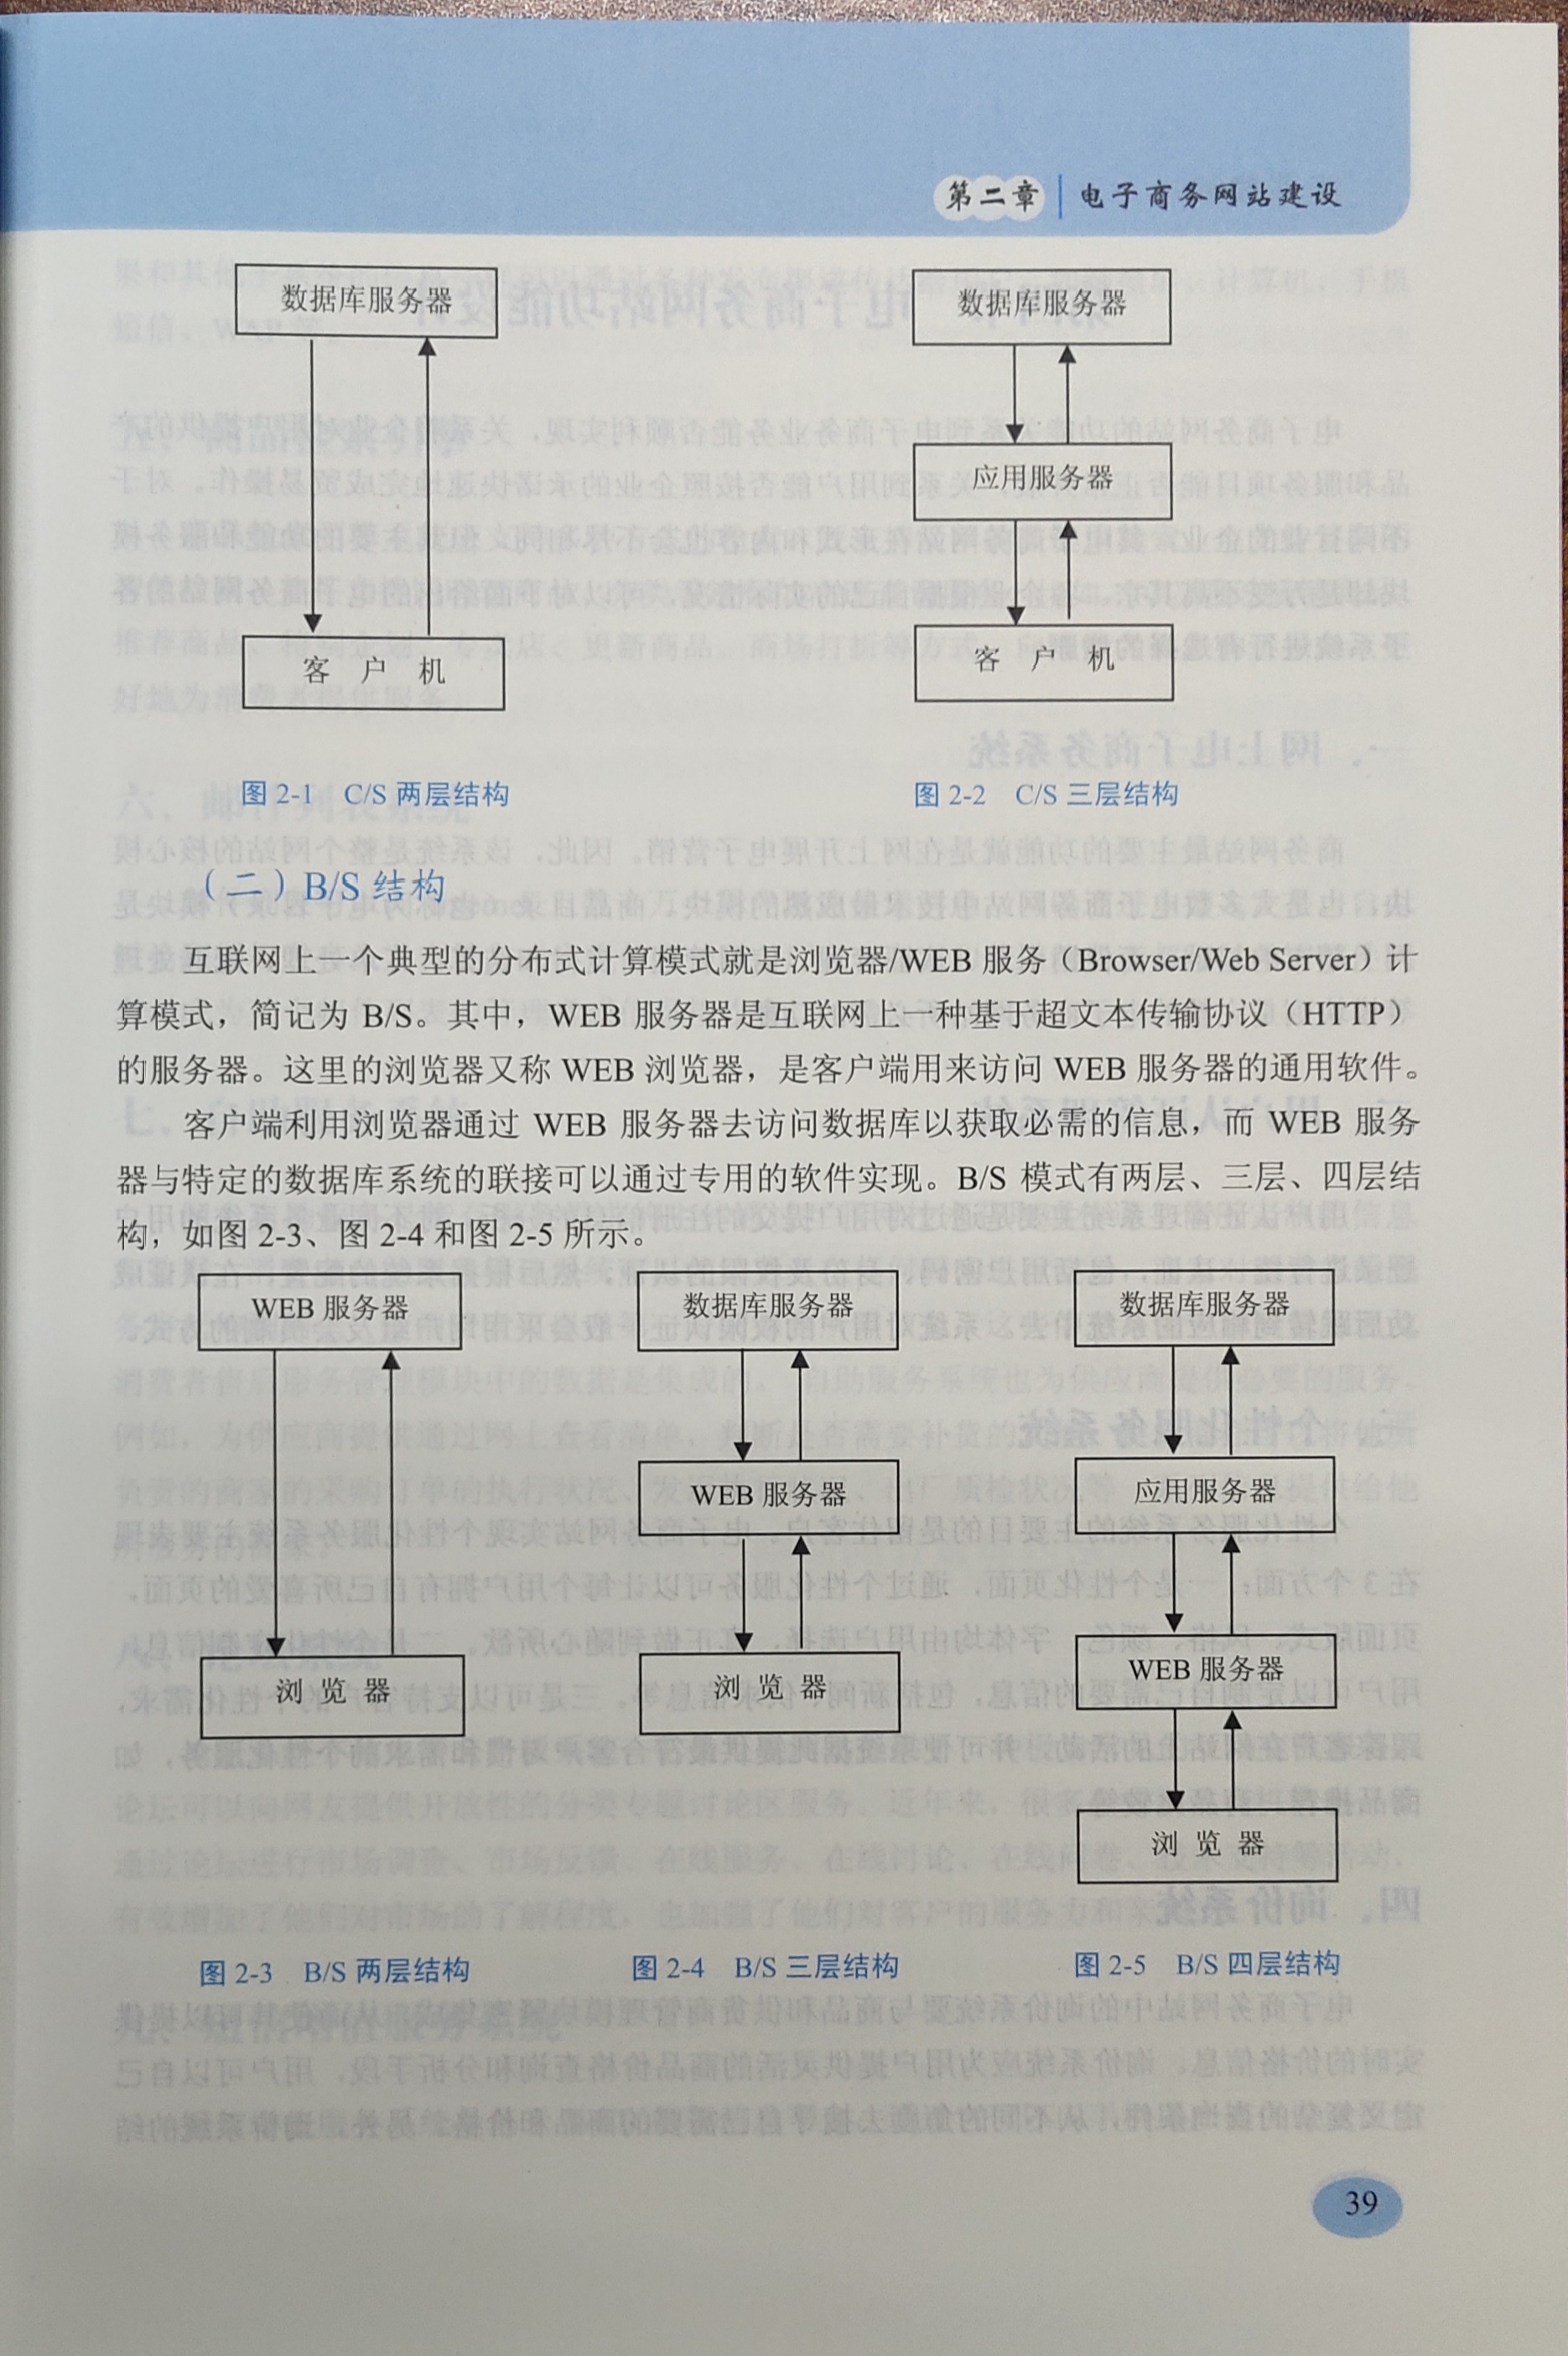 第二章 电子商务网站建设
数据库服务器
客 户 机
图 2-1 C/S 两层结构
数据库服务器
应用服务器
客 户 机
图 2-2 C/S 三层结构
（二）B/S 结构
互联网上一个典型的分布式计算模式就是浏览器/WEB 服务（Browser/Web Server）计
算模式，简记为 B/S。其中，WEB 服务器是互联网上一种基于超文本传输协议（HTTP）
的服务器。这里的浏览器又称 WEB 浏览器，是客户端用来访问 WEB 服务器的通用软件。
客户端利用浏览器通过 WEB 服务器去访问数据库以获取必需的信息，而 WEB 服务
器与特定的数据库系统的联接可以通过专用的软件实现。B/S 模式有两层、三层、四层结
构，如图 2-3、图 2-4 和图 2-5 所示。
WEB 服务器
浏 览 器
图 2-3 B/S 两层结构
数据库服务器
WEB 服务器
浏 览 器
图 2-4 B/S 三层结构
数据库服务器
应用服务器
WEB 服务器
浏 览 器
图 2-5 B/S 四层结构
39